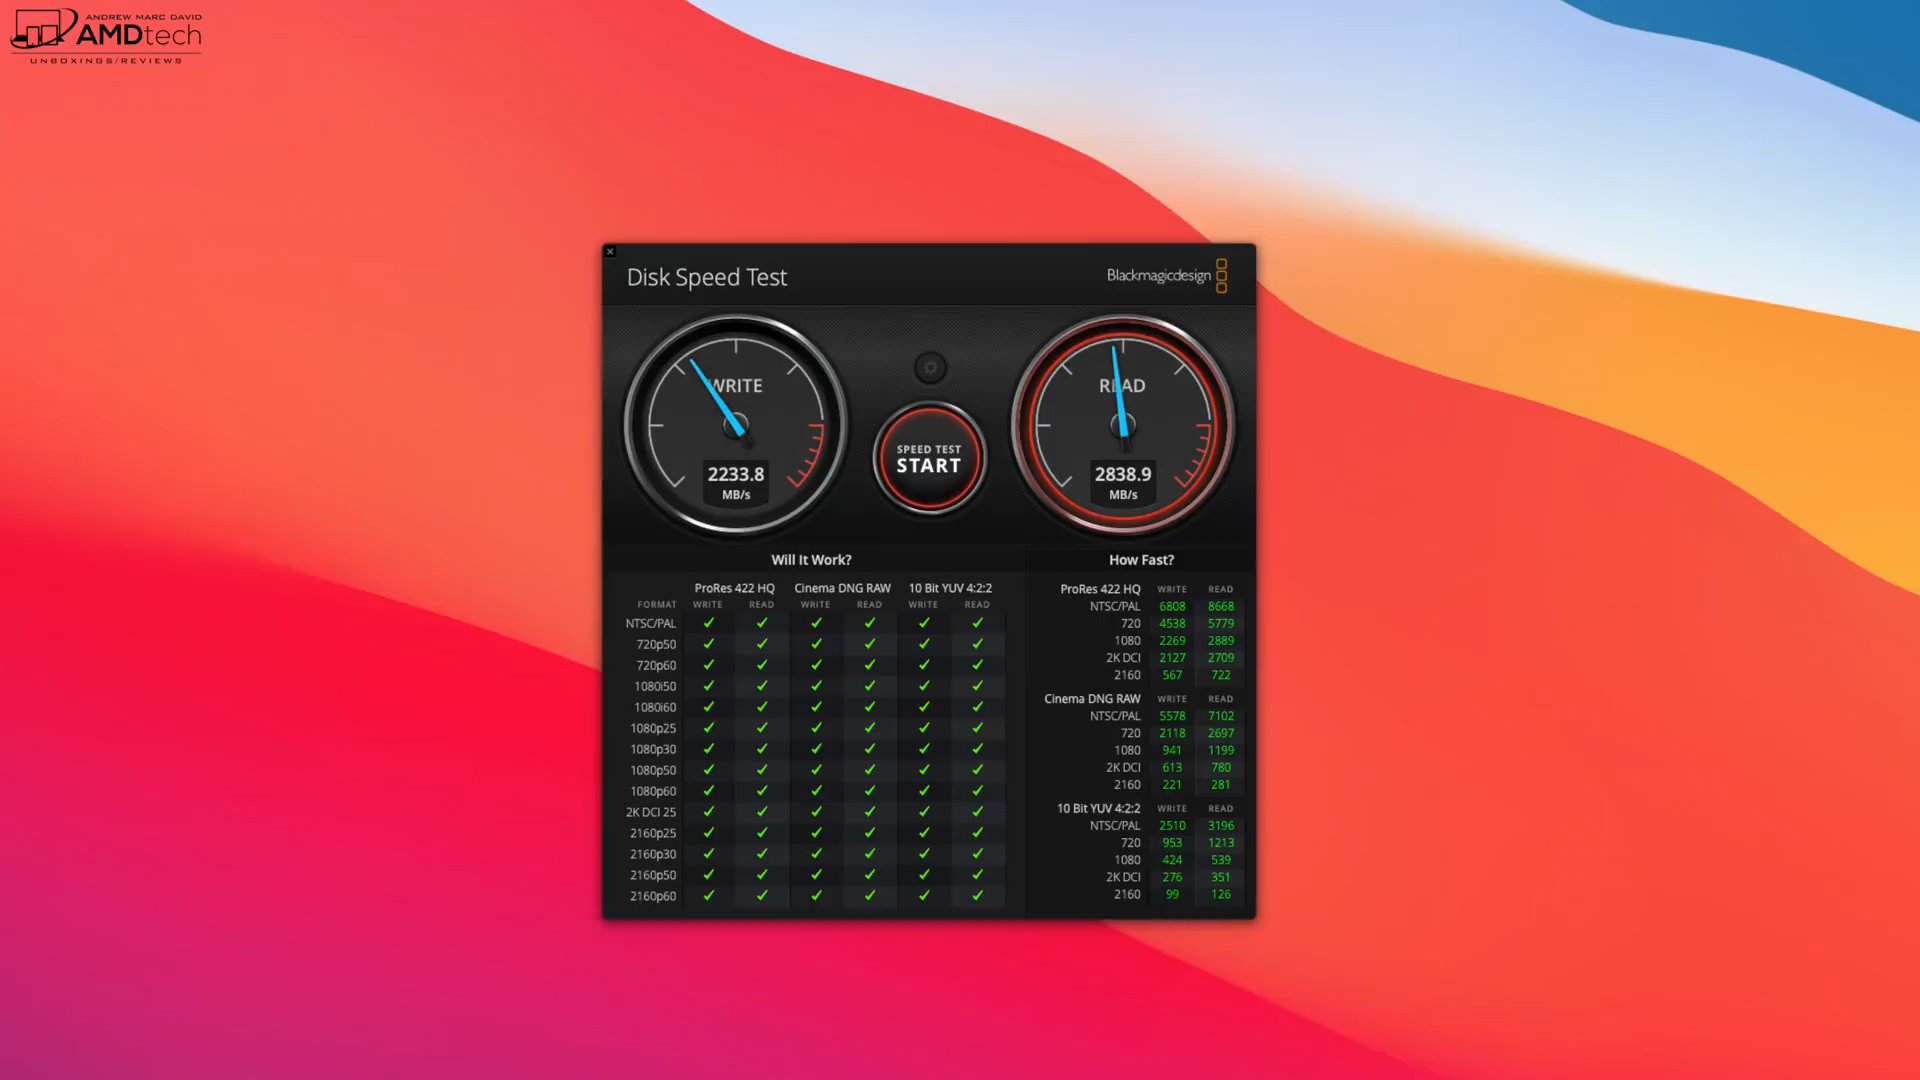 ANDREW MARC DAVID
AMDtech
UNBOXINGS/REVIEWS
Disk Speed Test
Blackmagicdesign
WRITE
2233.8
MB/s
SPEED TEST
START
READ
2838.9
MB/s
Will It Work?
ProRes 422 HQ Cinema DNG RAW 10 Bit YUV 4:2:2
FORMAT WRITE READ WRITE READ WRITE READ
NTSC/PAL ✓ ✓ ✓ ✓ ✓ ✓
720p50 ✓ ✓ ✓ ✓ ✓ ✓
720p60 ✓ ✓ ✓ ✓ ✓ ✓
1080i50 ✓ ✓ ✓ ✓ ✓ ✓
1080i60 ✓ ✓ ✓ ✓ ✓ ✓
1080p25 ✓ ✓ ✓ ✓ ✓ ✓
1080p30 ✓ ✓ ✓ ✓ ✓ ✓
1080p50 ✓ ✓ ✓ ✓ ✓ ✓
1080p60 ✓ ✓ ✓ ✓ ✓ ✓
2K DCI 25 ✓ ✓ ✓ ✓ ✓ ✓
2160p25 ✓ ✓ ✓ ✓ ✓ ✓
2160p30 ✓ ✓ ✓ ✓ ✓ ✓
2160p50 ✓ ✓ ✓ ✓ ✓ ✓
2160p60 ✓ ✓ ✓ ✓ ✓ ✓
How Fast?
ProRes 422 HQ WRITE READ
NTSC/PAL 6808 8668
720 4538 5779
1080 2269 2889
2K DCI 2127 2709
2160 567 722
Cinema DNG RAW WRITE READ
NTSC/PAL 5578 7102
720 2118 2697
1080 941 1199
2K DCI 613 780
2160 221 281
10 Bit YUV 4:2:2 WRITE READ
NTSC/PAL 2510 3196
720 953 1213
1080 424 539
2K DCI 276 351
2160 99 126